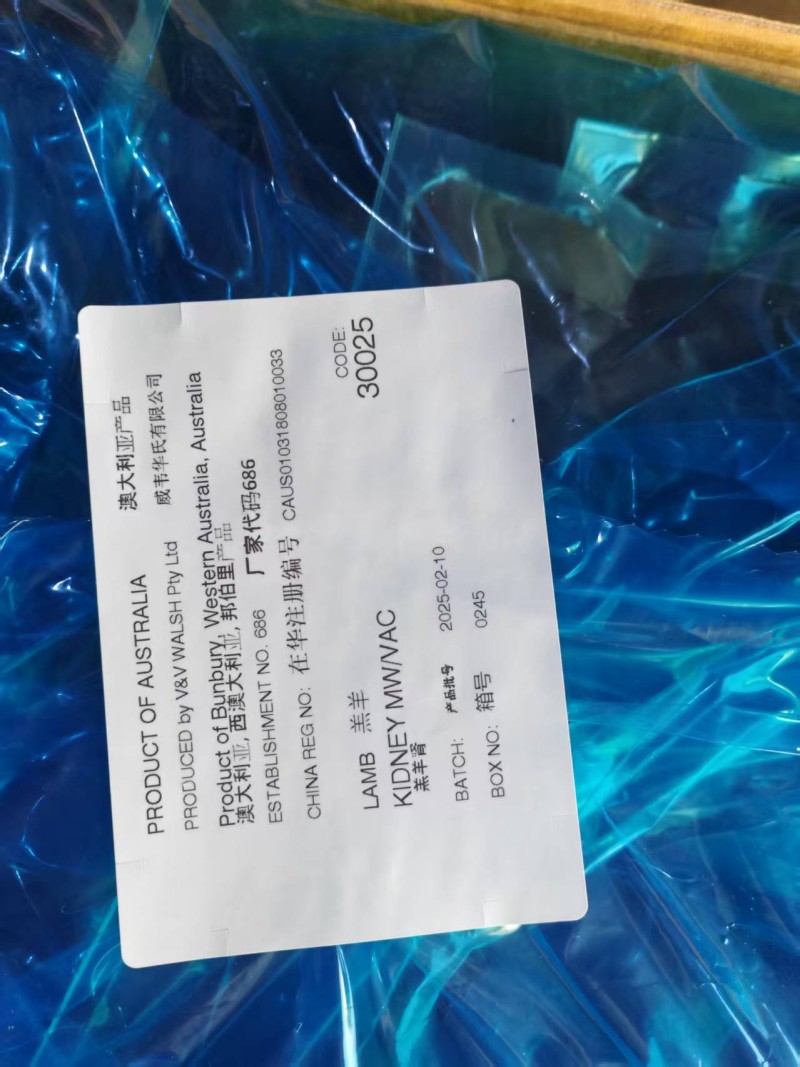 PRODUCT OF AUSTRALIA 澳大利亚产品
PRODUCED by V&V WALSH Pty Ltd 威韦华氏有限公司
Product of Bunbury, Western Australia, Australia
澳大利亚, 西澳大利亚, 邦伯里产品
ESTABLISHMENT NO. 686 厂家代码686
CHINA REG NO: 在华注册编号 CAUS01031808010033
LAMB 羔羊
CODE:
KIDNEY MW/VAC 30025
羔羊肾
BATCH: 产品批号 2025-02-10
BOX NO: 箱号 0245